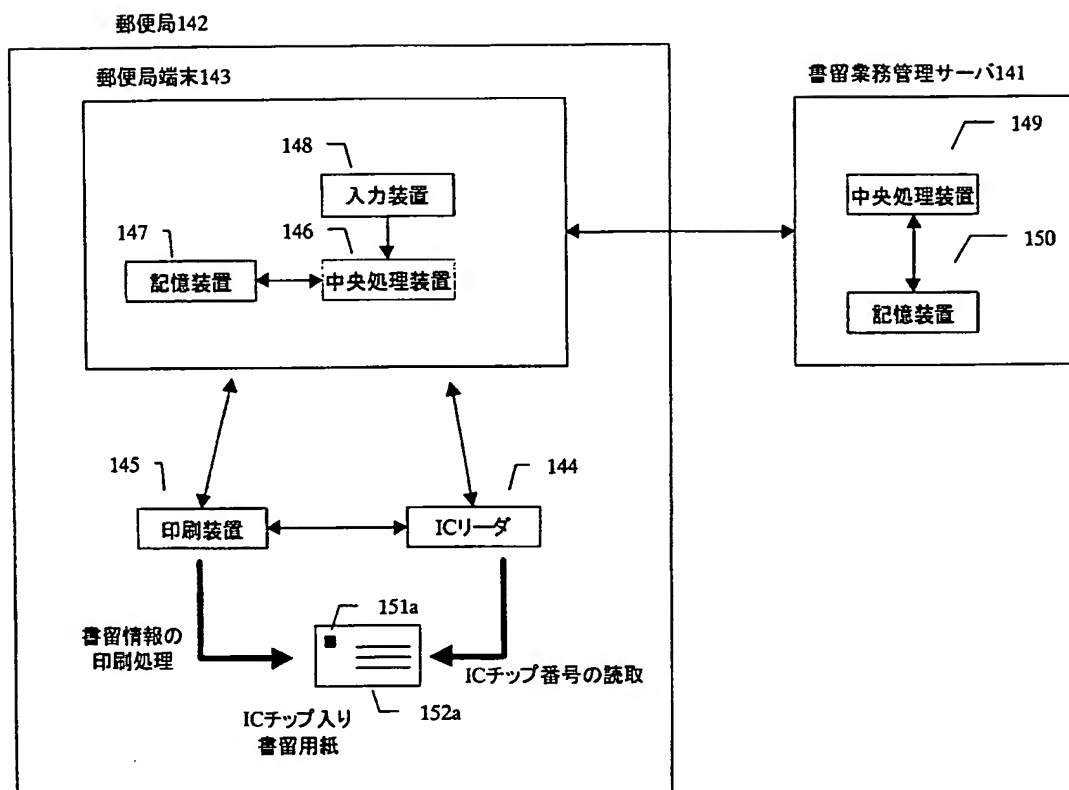 郵便局142
郵便局端末143
書留業務管理サーバ141
148
入力装置
147
146
記憶装置
中央処理装置
149
中央処理装置
150
記憶装置
145
144
印刷装置
ICリーダ
151a
書留情報の
印刷処理
ICチップ番号の読取
152a
ICチップ入り
書留用紙